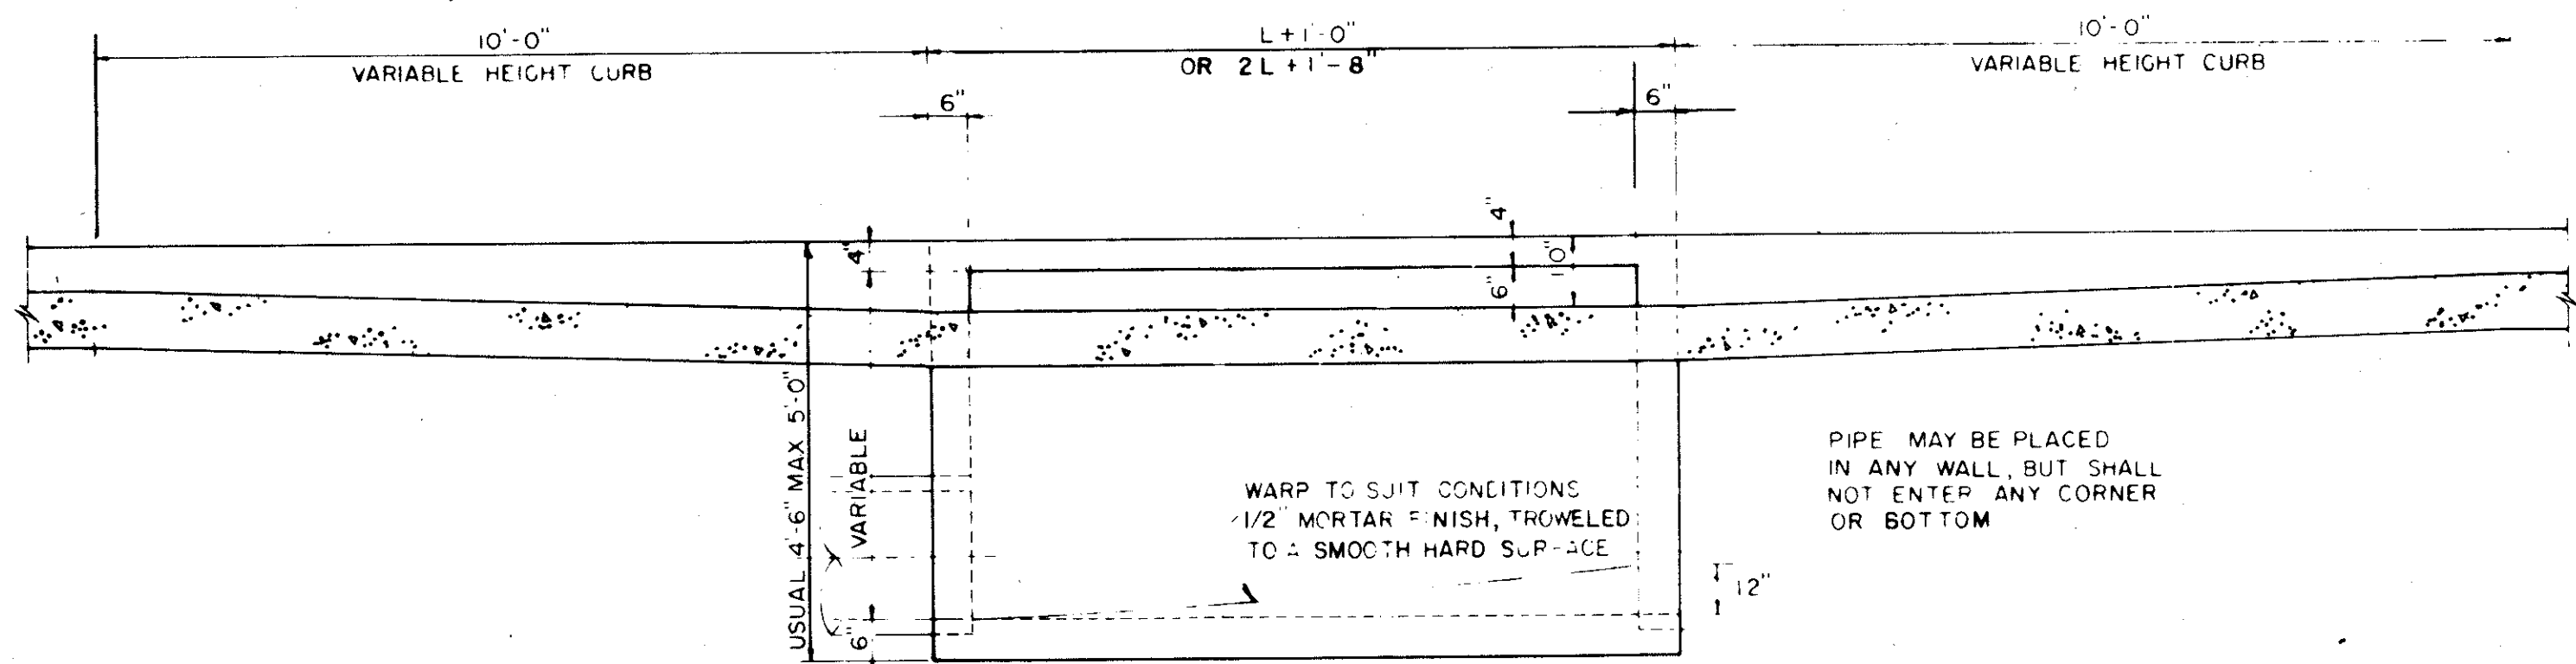 10'-0"
VARIABLE HEIGHT CURB
L + 1'-0"
OR 2L + 1'-8"
10'-0"
VARIABLE HEIGHT CURB
6"
6"
4"
4"
10"
6"
USUAL 4'-6" MAX 5'-0"
VARIABLE
6"
WARP TO SUIT CONDITIONS
1/2" MORTAR FINISH, TROWELED
TO A SMOOTH HARD SURFACE
12"
PIPE MAY BE PLACED
IN ANY WALL, BUT SHALL
NOT ENTER ANY CORNER
OR BOTTOM